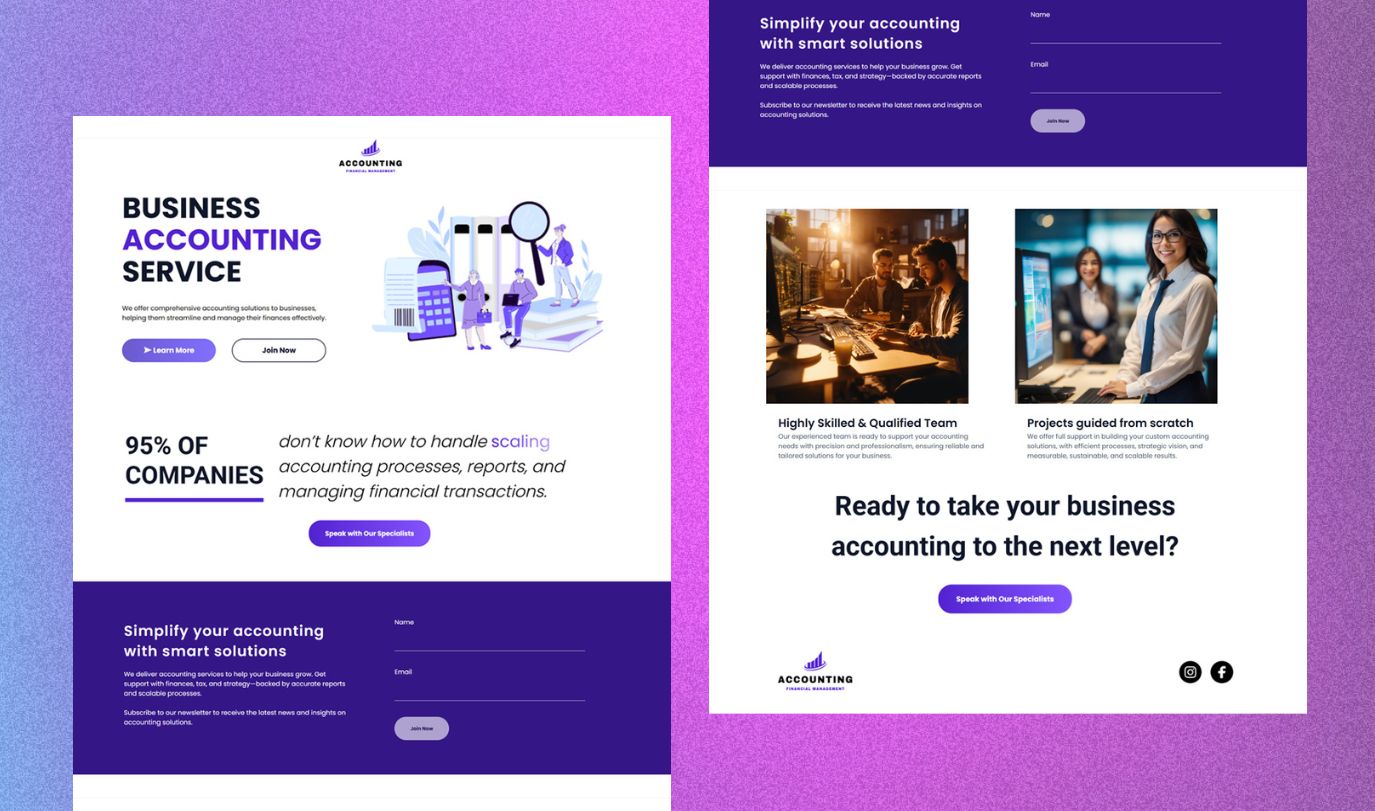 ACCOUNTING
FINANCIAL MANAGEMENT
BUSINESS
ACCOUNTING
SERVICE
We offer comprehensive accounting solutions to businesses,
helping them streamline and manage their finances effectively.
Learn More
Join Now
95% OF
COMPANIES
don't know how to handle scaling
accounting processes, reports, and
managing financial transactions.
Speak with Our Specialists
Simplify your accounting
with smart solutions
We deliver accounting services to help your business grow. Get
support with finances, tax, and strategy—backed by accurate reports
and scalable processes.
Subscribe to our newsletter to receive the latest news and insights on
accounting solutions.
Name
Email
Join Now
Simplify your accounting
with smart solutions
We deliver accounting services to help your business grow. Get
support with finances, tax, and strategy—backed by accurate reports
and scalable processes.
Subscribe to our newsletter to receive the latest news and insights on
accounting solutions.
Name
Email
Join Now
Highly Skilled & Qualified Team
Our experienced team is ready to support your accounting
needs with precision and professionalism, ensuring reliable and
tailored solutions for your business.
Projects guided from scratch
We offer full support in building your custom accounting
solutions, with efficient processes, strategic vision, and
measurable, sustainable, and scalable results.
Ready to take your business
accounting to the next level?
Speak with Our Specialists
ACCOUNTING
FINANCIAL MANAGEMENT